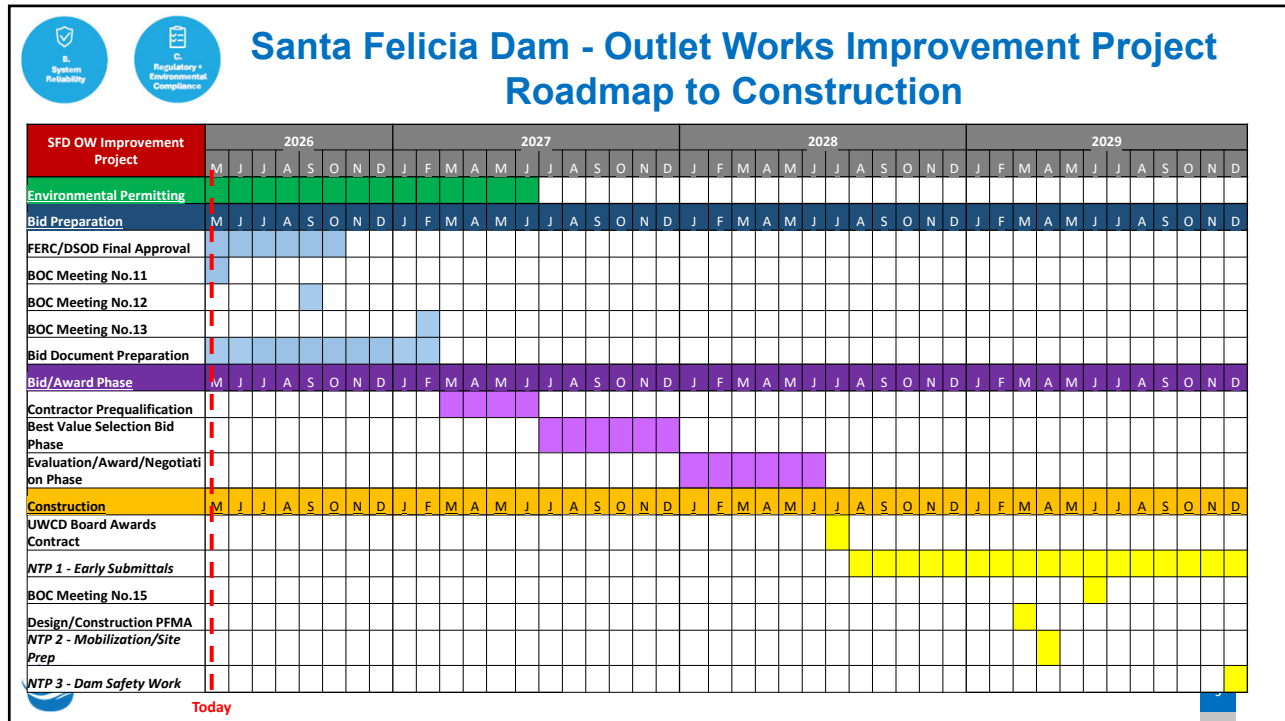 B.
System
Reliability
C.
Regulatory +
Environmental
Compliance
Santa Felicia Dam - Outlet Works Improvement Project
Roadmap to Construction
SFD OW Improvement
Project
2026 2027 2028 2029
M J J A S O N D J F M A M J J A S O N D J F M A M J J A S O N D J F M A M J J A S O N D
Environmental Permitting
Bid Preparation M J J A S O N D J F M A M J J A S O N D J F M A M J J A S O N D J F M A M J J A S O N D
FERC/DSOD Final Approval
BOC Meeting No.11
BOC Meeting No.12
BOC Meeting No.13
Bid Document Preparation
Bid/Award Phase M J J A S O N D J F M A M J J A S O N D J F M A M J J A S O N D J F M A M J J A S O N D
Contractor Prequalification
Best Value Selection Bid
Phase
Evaluation/Award/Negotiati
on Phase
Construction M J J A S O N D J F M A M J J A S O N D J F M A M J J A S O N D J F M A M J J A S O N D
UWCD Board Awards
Contract
NTP 1 - Early Submittals
BOC Meeting No.15
Design/Construction PFMA
NTP 2 - Mobilization/Site
Prep
NTP 3 - Dam Safety Work
Today